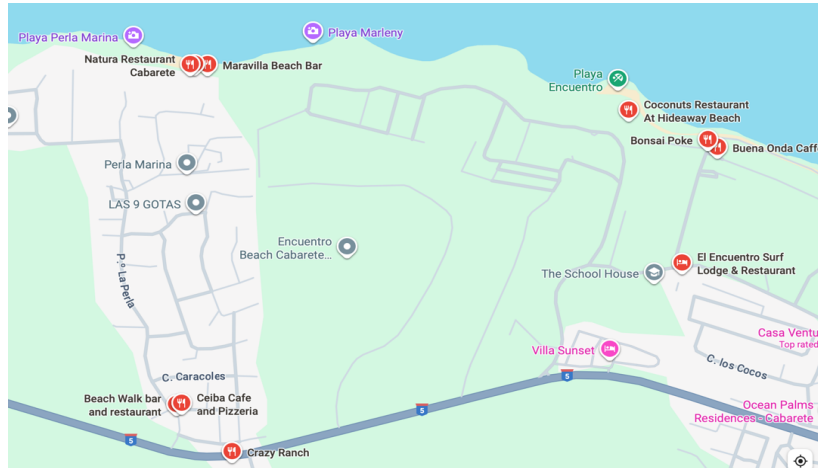 Playa Perla Marina
Playa Marleny
Natura Restaurant
Cabarete
Maravilla Beach Bar
Playa
Encuentro
Coconuts Restaurant
At Hideaway Beach
Bonsai Poke
Buena Onda Caff
Perla Marina
LAS 9 GOTAS
Encuentro
Beach Cabarete...
P.º La Perla
El Encuentro Surf
Lodge & Restaurant
The School House
Casa Ventu
Top rated
Villa Sunset
C. los Cocos
C. Caracoles
5
5
5
Beach Walk bar
and restaurant
Ceiba Cafe
and Pizzeria
Ocean Palms
Residences - Cabarete
Crazy Ranch